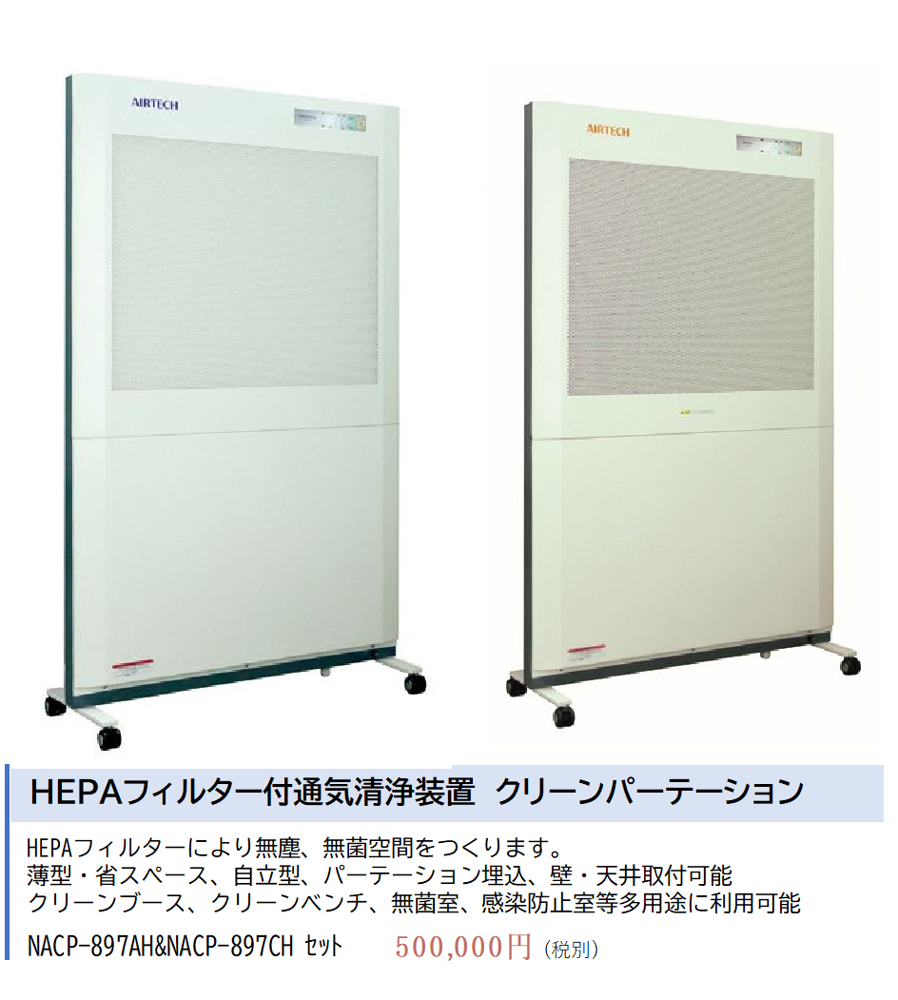 AIRTECH
AIRTECH
HEPAフィルター付通気清浄装置 クリーンパーテーション
HEPAフィルターにより無塵、無菌空間をつくります。
薄型・省スペース、自立型、パーテーション埋込、壁・天井取付可能
クリーンブース、クリーンベンチ、無菌室、感染防止室等多用途に利用可能
NACP-897AH&NACP-897CH ｾｯﾄ 500,000円（税別）